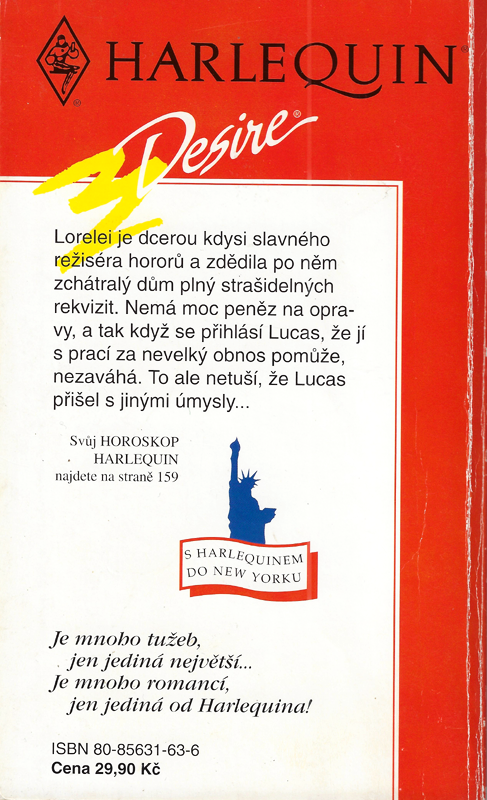 HARLEQUIN
Desire®
Lorelei je dcerou kdysi slavného
režiséra hororů a zdědila po něm
zchátralý dům plný strašidelných
rekvizit. Nemá moc peněz na opra-
vy, a tak když se přihlásí Lucas, že jí
s prací za nevelký obnos pomůže,
nezaváhá. To ale netuší, že Lucas
přišel s jinými úmysly...
Svůj HOROSKOP
HARLEQUIN
najdete na straně 159
S HARLEQUINEM
DO NEW YORKU
Je mnoho tužeb,
jen jediná největší...
Je mnoho romancí,
jen jediná od Harlequina!
ISBN 80-85631-63-6
Cena 29,90 Kč